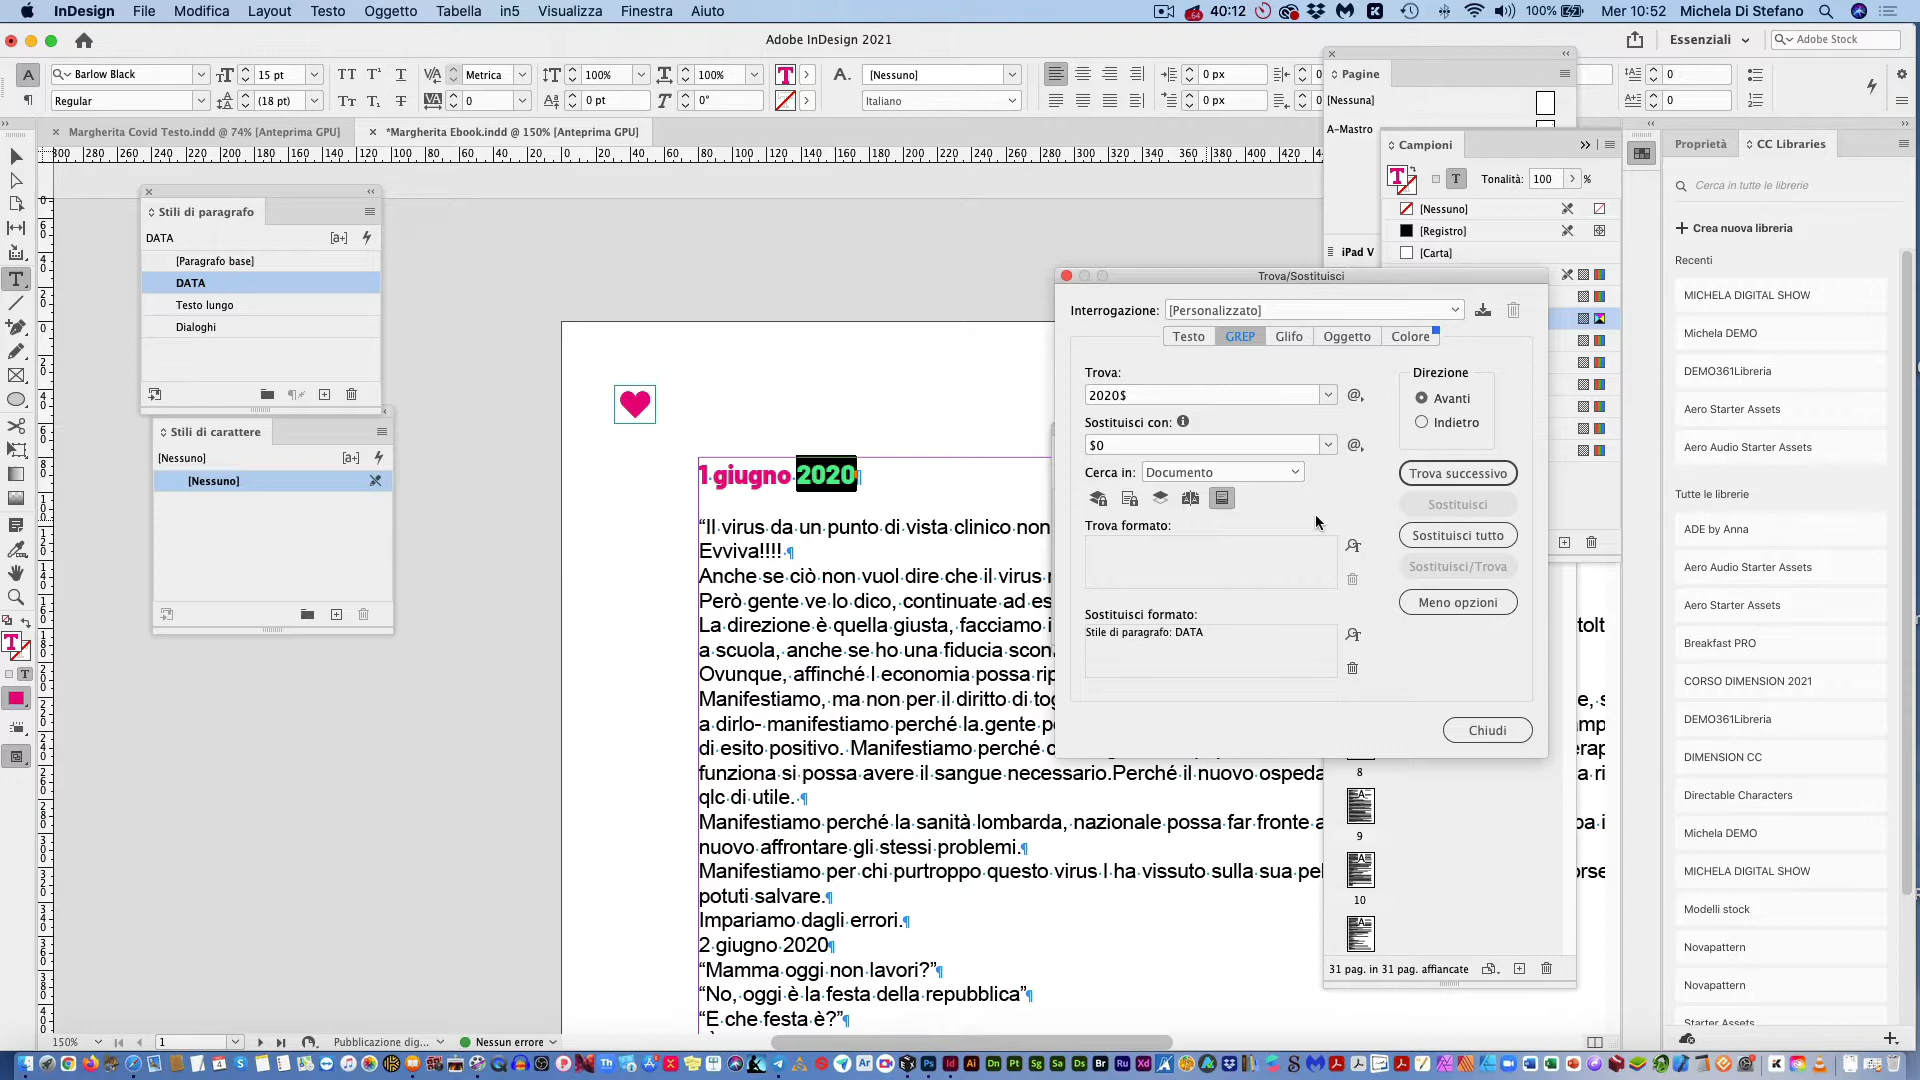 InDesign File Modifica Layout Testo Oggetto Tabella in5 Visualizza Finestra Aiuto 40:12 100% Mer 10:52 Michela Di Stefano
Adobe InDesign 2021 Essenziali Adobe Stock
Barlow Black 15 pt Metrica 100% 100% [Nessuno] 0 px 0
Regular (18 pt) 0 0 pt 0° Italiano 0 px 0
Margherita Covid Testo.indd @ 74% [Anteprima GPU] *Margherita Ebook.indd @ 150% [Anteprima GPU]
Stili di paragrafo
DATA
[Paragrafo base]
DATA
Testo lungo
Dialoghi
Stili di carattere
[Nessuno]
[Nessuno]
1 giugno 2020¶
“Il virus da un punto di vista clinico non
Evviva!!!! ¶
Anche se ciò non vuol dire che il virus
Però gente ve lo dico, continuate ad es
La direzione è quella giusta, facciamo i
a scuola, anche se ho una fiducia scon
Ovunque, affinché l economia possa rip
Manifestiamo, ma non per il diritto di tog
a dirlo- manifestiamo perché la.gente p
di esito positivo. Manifestiamo perché c
funziona si possa avere il sangue necessario.Perché il nuovo ospeda
qlc di utile. ¶
Manifestiamo perché la sanità lombarda, nazionale possa far fronte a
nuovo affrontare gli stessi problemi.¶
Manifestiamo per chi purtroppo questo virus l ha vissuto sulla sua pel
potuti salvare.¶
Impariamo dagli errori.¶
2 giugno 2020¶
“Mamma oggi non lavori?”¶
“No, oggi è la festa della repubblica”¶
“E che festa è?”¶
Trova/Sostituisci
Interrogazione: [Personalizzato]
Testo GREP Glifo Oggetto Colore
Trova:
2020$
Sostituisci con:
$0
Cerca in: Documento
Trova formato:
Sostituisci formato:
Stile di paragrafo: DATA
Direzione
Avanti
Indietro
Trova successivo
Sostituisci
Sostituisci tutto
Sostituisci/Trova
Meno opzioni
Chiudi
Pagine
[Nessuna]
A-Mastro
iPad V
8
9
10
31 pag. in 31 pag. affiancate
Campioni
Tonalità: 100 %
[Nessuno]
[Registro]
[Carta]
Proprietà CC Libraries
Cerca in tutte le librerie
Crea nuova libreria
Recenti
MICHELA DIGITAL SHOW
Michela DEMO
DEMO361Libreria
Aero Starter Assets
Aero Audio Starter Assets
Tutte le librerie
ADE by Anna
Aero Audio Starter Assets
Aero Starter Assets
Breakfast PRO
CORSO DIMENSION 2021
DEMO361Libreria
DIMENSION CC
Directable Characters
Michela DEMO
MICHELA DIGITAL SHOW
Modelli stock
Novapattern
Novapattern
Starter Assets
150% 1 Pubblicazione dig... Nessun errore